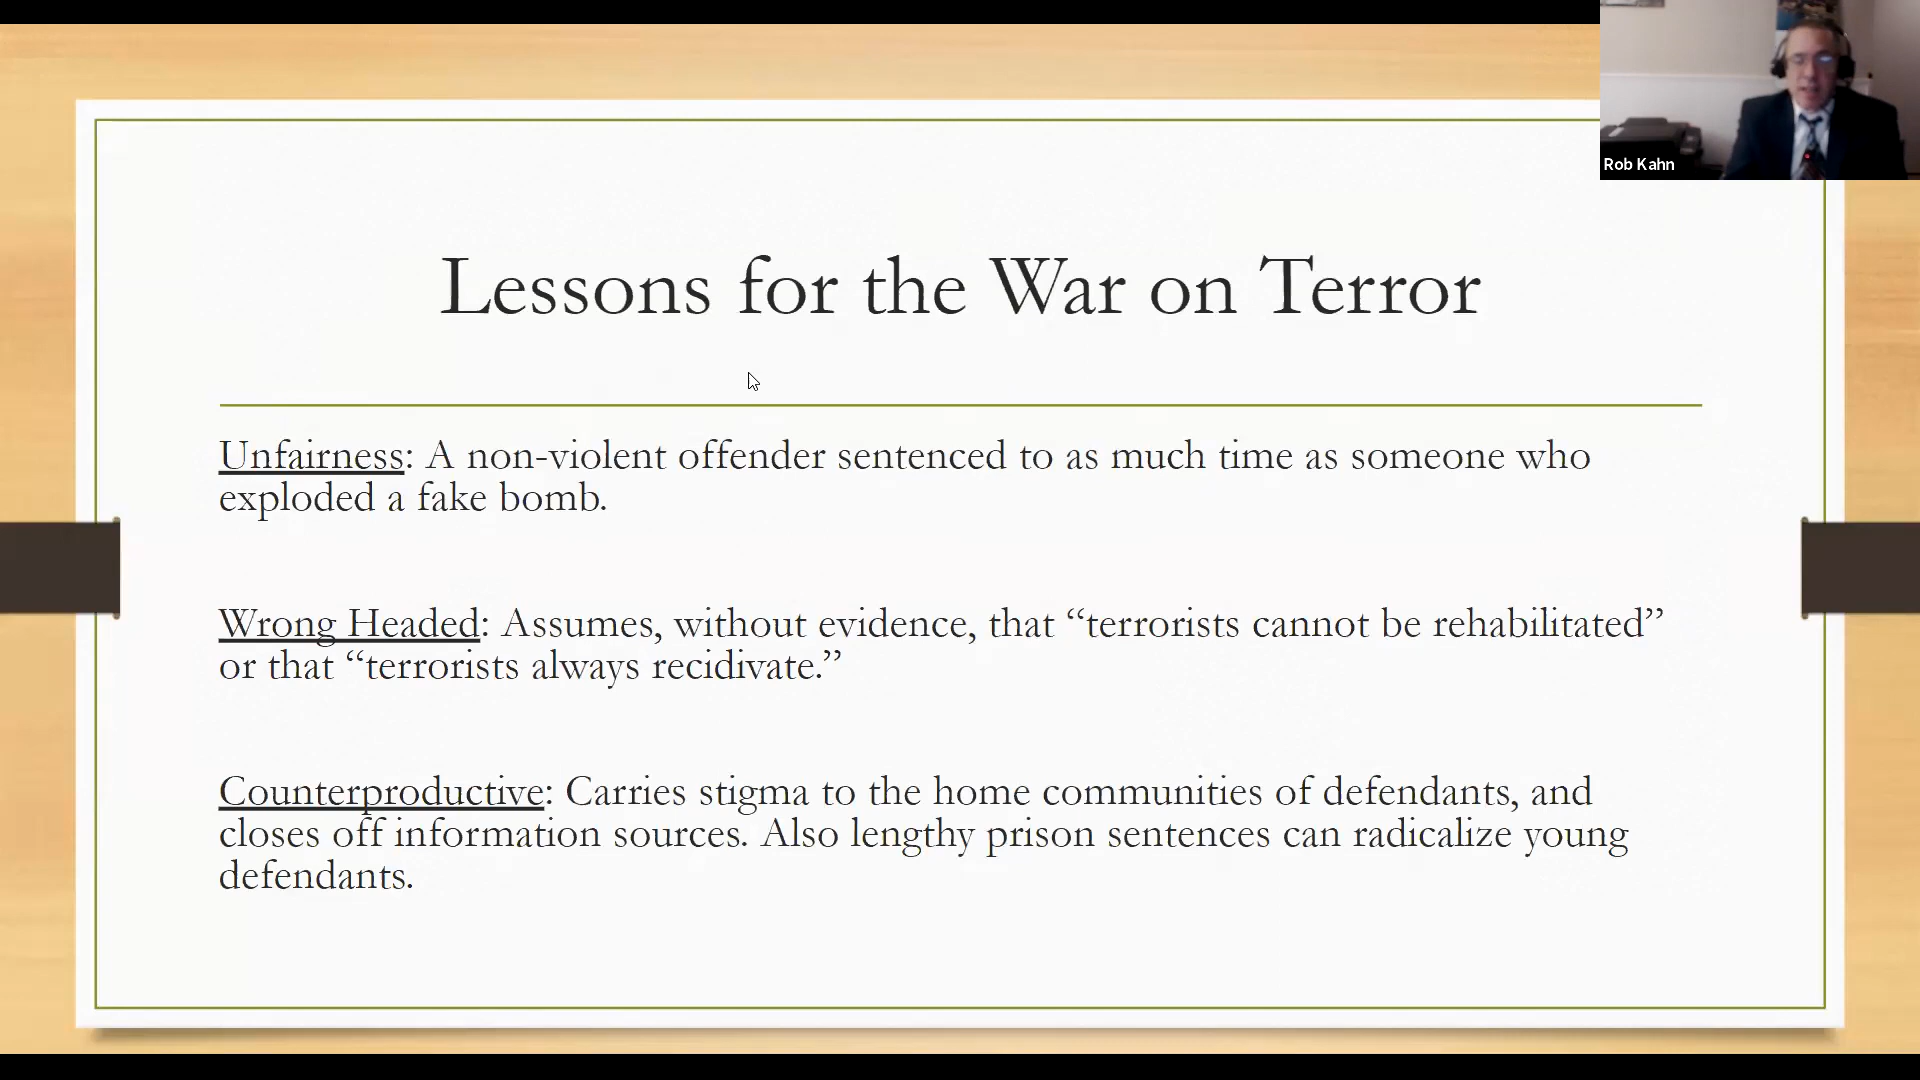 Rob Kahn
Lessons for the War on Terror
Unfairness: A non-violent offender sentenced to as much time as someone who
exploded a fake bomb.
Wrong Headed: Assumes, without evidence, that “terrorists cannot be rehabilitated”
or that “terrorists always recidivate.”
Counterproductive: Carries stigma to the home communities of defendants, and
closes off information sources. Also lengthy prison sentences can radicalize young
defendants.